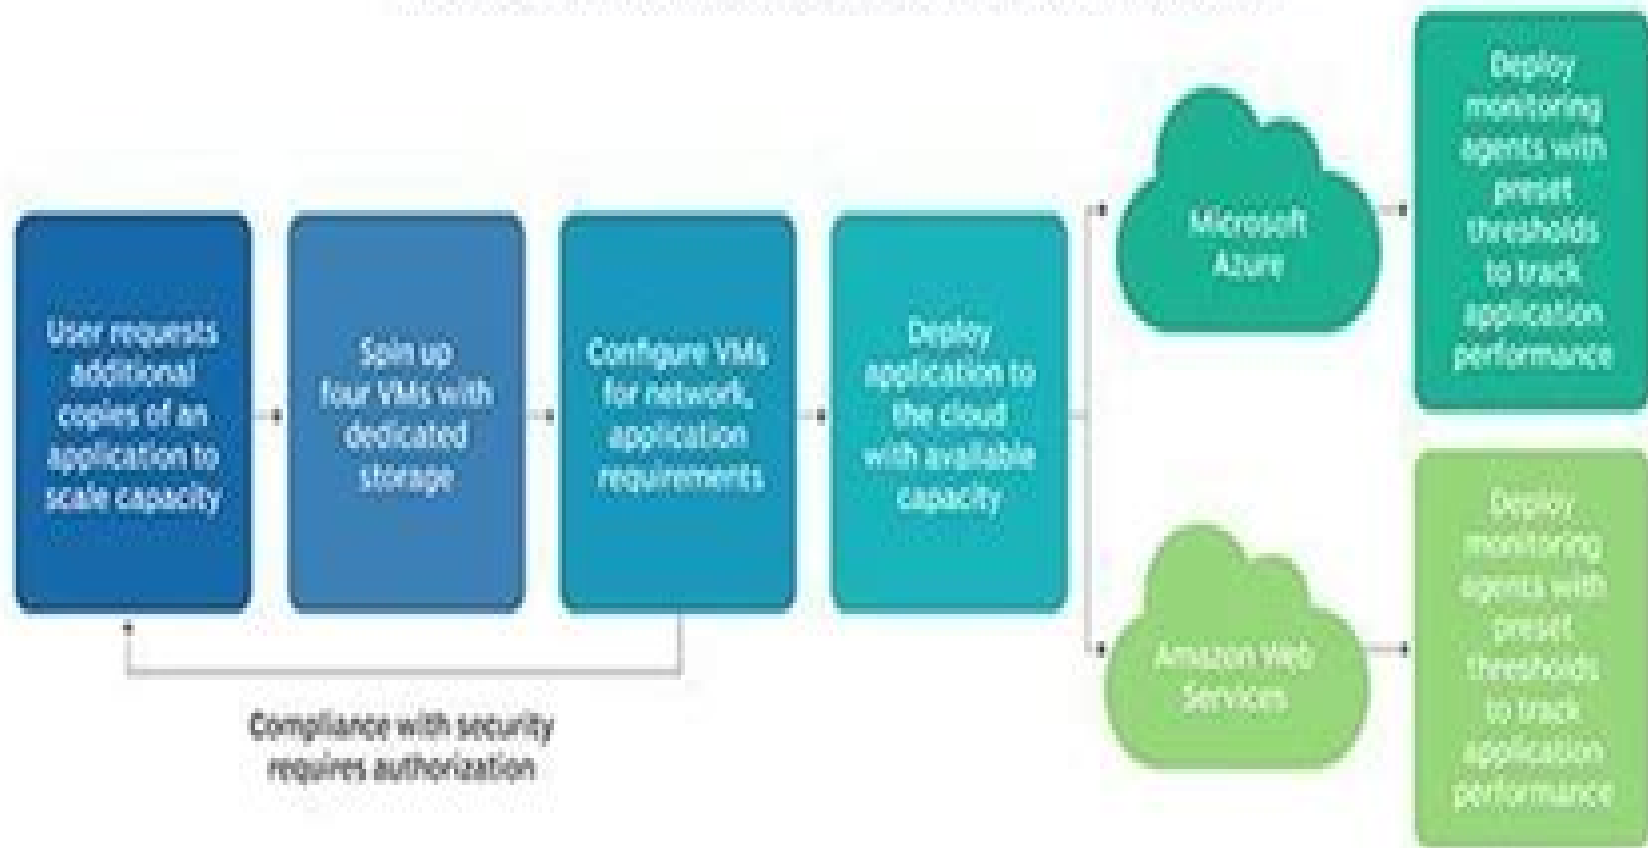 User requests
additional
copies of an
application to
scale capacity
Spin up
four VMs with
dedicated
storage
Configure VMs
for network,
application
requirements
Deploy
application to
the cloud
with available
capacity
Microsoft
Azure
Deploy
monitoring
agents with
preset
thresholds
to track
application
performance
Amazon Web
Services
Deploy
monitoring
agents with
preset
thresholds
to track
application
performance
Compliance with security
requires authorization